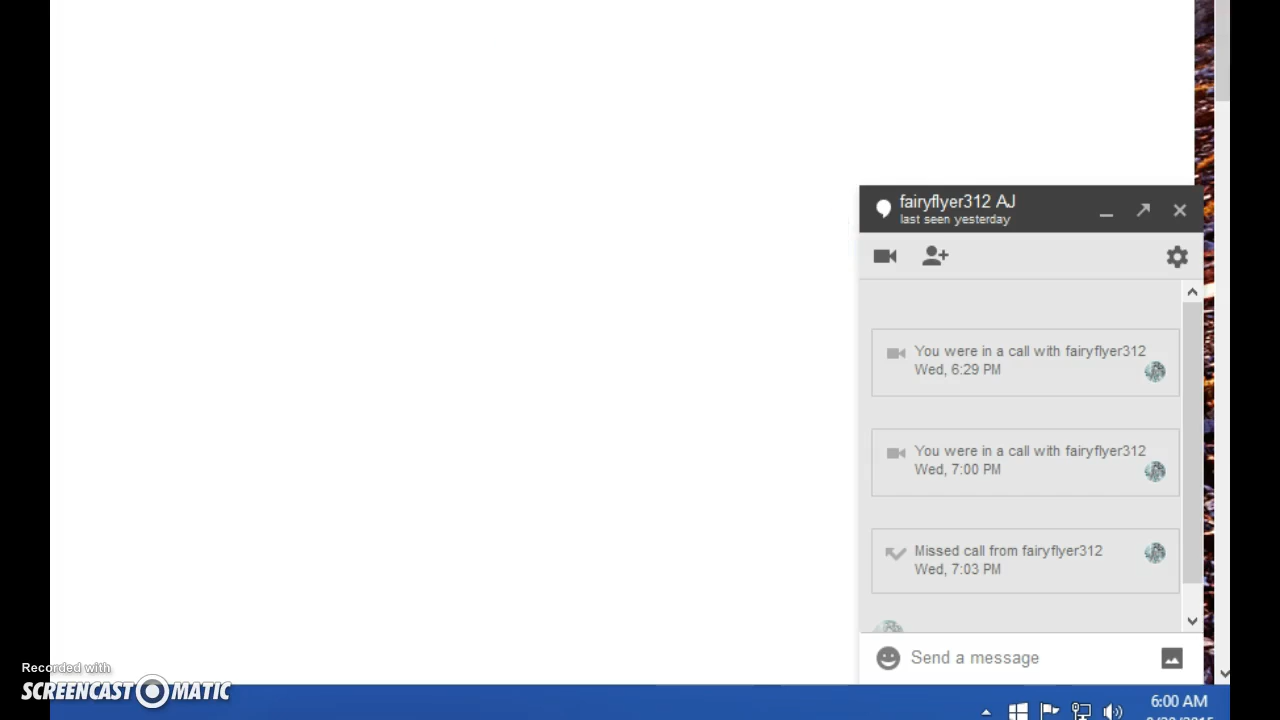 fairyflyer312 AJ
last seen yesterday
You were in a call with fairyflyer312
Wed, 6:29 PM
You were in a call with fairyflyer312
Wed, 7:00 PM
Missed call from fairyflyer312
Wed, 7:03 PM
Send a message
Recorded with
SCREENCAST-O-MATIC
6:00 AM